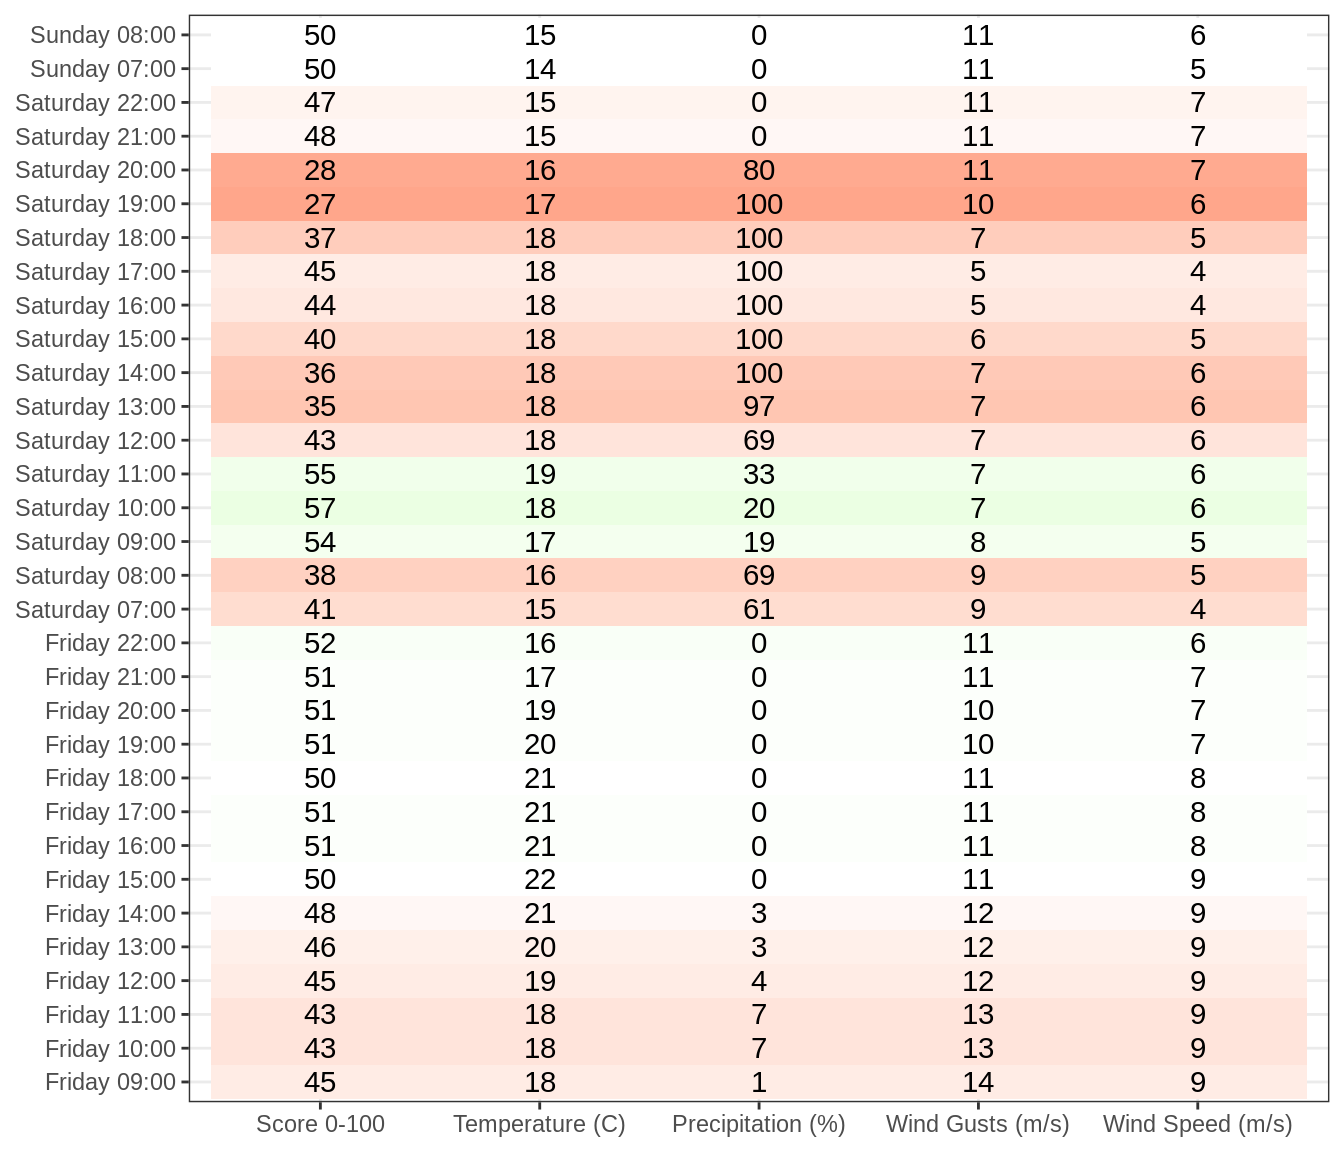 Sunday 08:00 50 15 0 11 6
Sunday 07:00 50 14 0 11 5
Saturday 22:00 47 15 0 11 7
Saturday 21:00 48 15 0 11 7
Saturday 20:00 28 16 80 11 7
Saturday 19:00 27 17 100 10 6
Saturday 18:00 37 18 100 7 5
Saturday 17:00 45 18 100 5 4
Saturday 16:00 44 18 100 5 4
Saturday 15:00 40 18 100 6 5
Saturday 14:00 36 18 100 7 6
Saturday 13:00 35 18 97 7 6
Saturday 12:00 43 18 69 7 6
Saturday 11:00 55 19 33 7 6
Saturday 10:00 57 18 20 7 6
Saturday 09:00 54 17 19 8 5
Saturday 08:00 38 16 69 9 5
Saturday 07:00 41 15 61 9 4
Friday 22:00 52 16 0 11 6
Friday 21:00 51 17 0 11 7
Friday 20:00 51 19 0 10 7
Friday 19:00 51 20 0 10 7
Friday 18:00 50 21 0 11 8
Friday 17:00 51 21 0 11 8
Friday 16:00 51 21 0 11 8
Friday 15:00 50 22 0 11 9
Friday 14:00 48 21 3 12 9
Friday 13:00 46 20 3 12 9
Friday 12:00 45 19 4 12 9
Friday 11:00 43 18 7 13 9
Friday 10:00 43 18 7 13 9
Friday 09:00 45 18 1 14 9
Score 0-100 Temperature (C) Precipitation (%) Wind Gusts (m/s) Wind Speed (m/s)